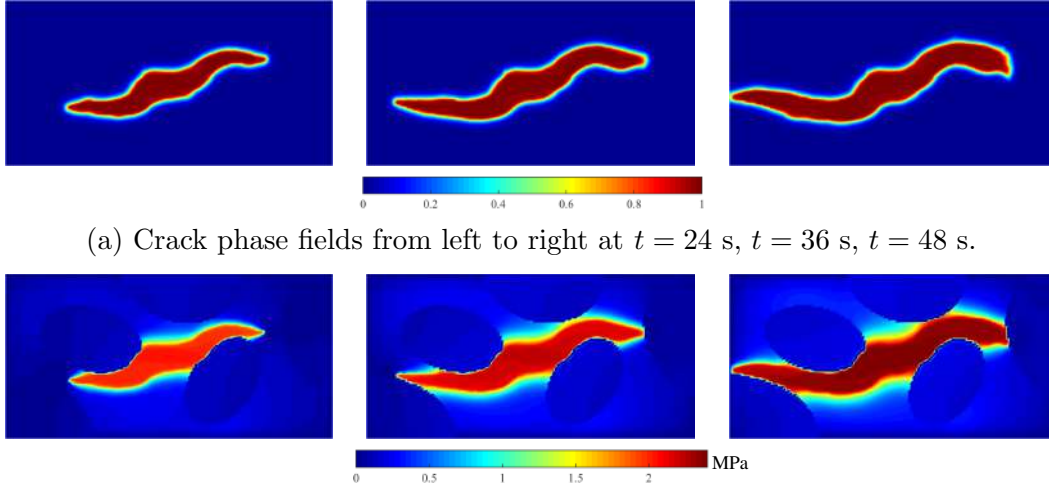 0 0.2 0.4 0.6 0.8 1
(a) Crack phase fields from left to right at t = 24 s, t = 36 s, t = 48 s.
0 0.5 1 1.5 2 MPa